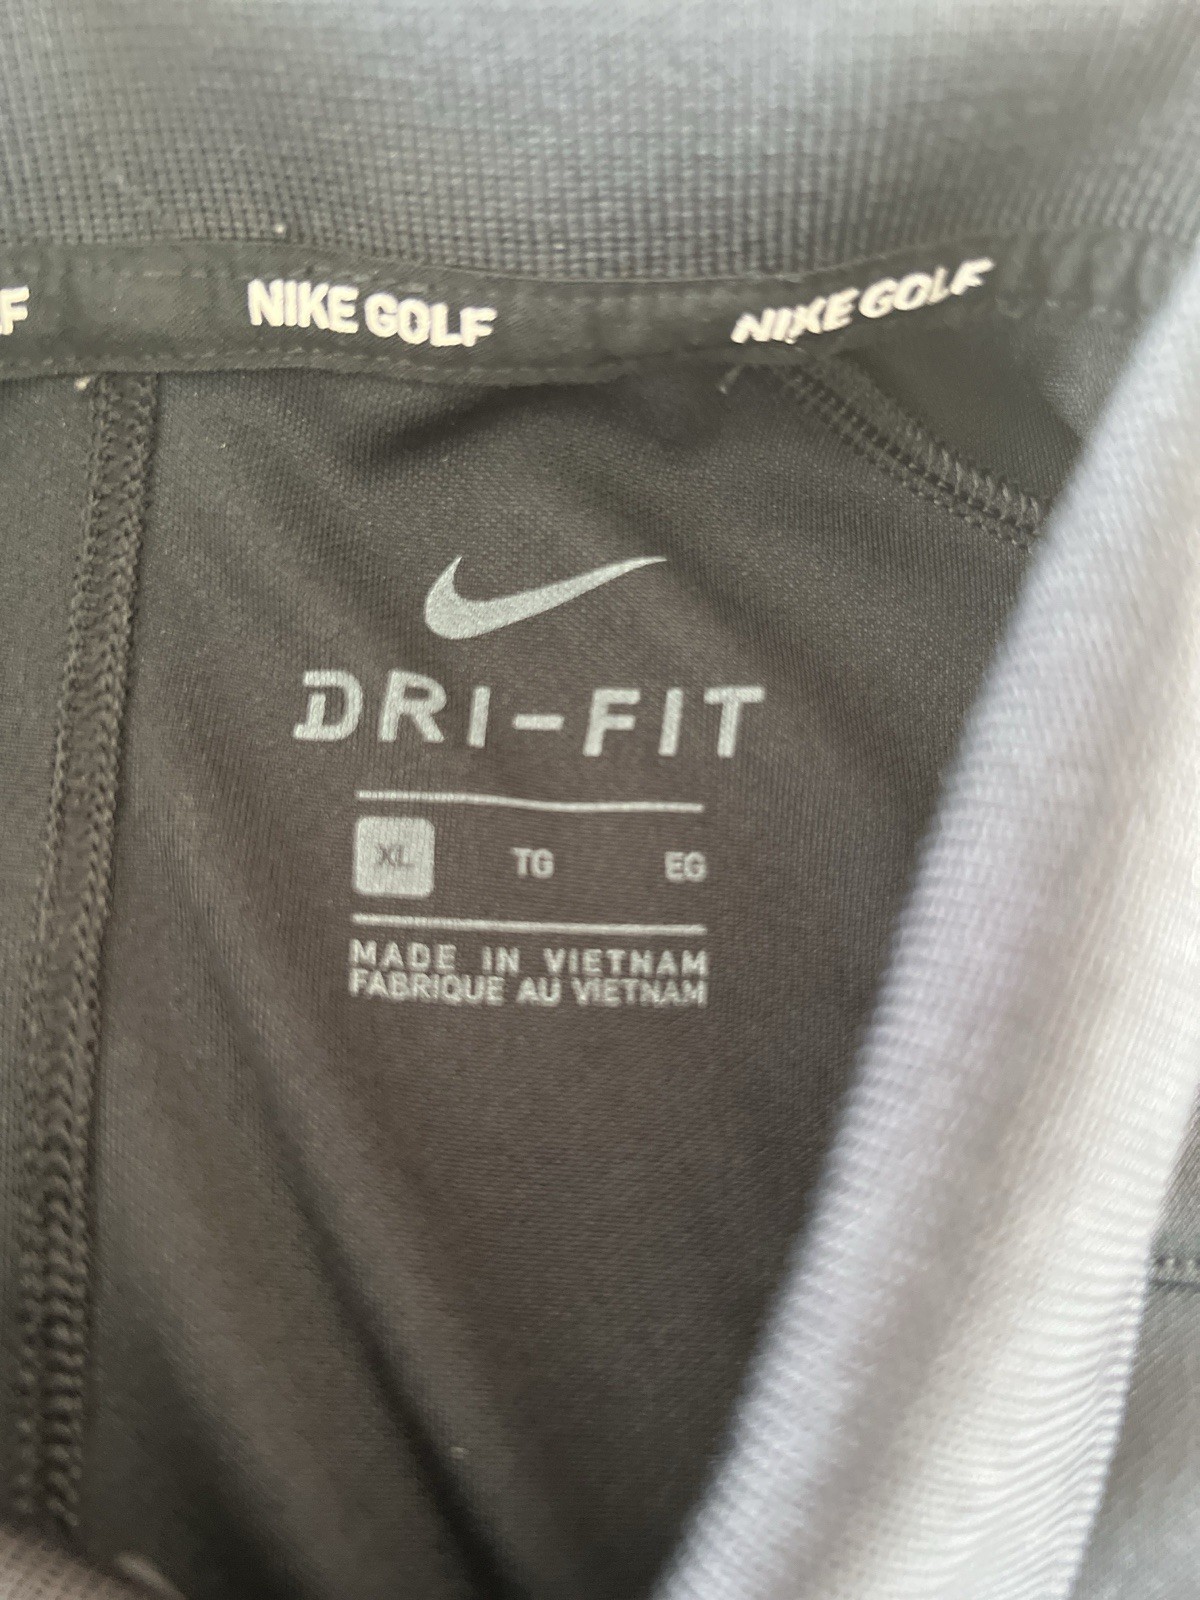 F
NIKE GOLF
NIKE GOLF
DRI-FIT
XL TG EG
MADE IN VIETNAM
FABRIQUE AU VIETNAM